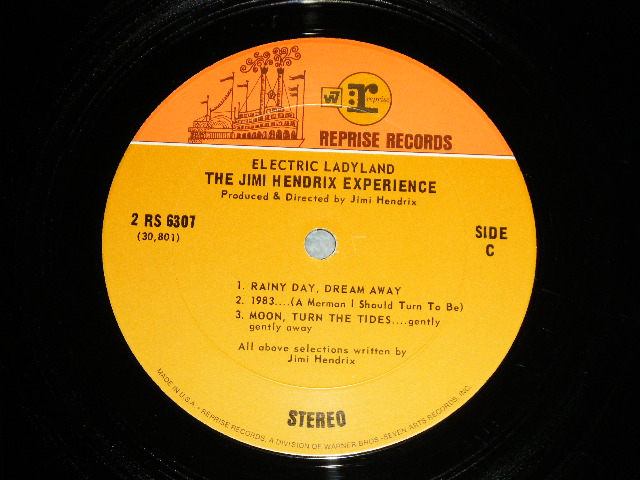 W7 r: reprise
REPRISE RECORDS
ELECTRIC LADYLAND
THE JIMI HENDRIX EXPERIENCE
Produced & Directed by Jimi Hendrix
2 RS 6307
(30,801)
SIDE
C
1. RAINY DAY, DREAM AWAY
2. 1983....(A Merman I Should Turn To Be)
3. MOON, TURN THE TIDES....gently
gently away
All above selections written by
Jimi Hendrix
STEREO
MADE IN U.S.A. • REPRISE RECORDS, A DIVISION OF WARNER BROS.-SEVEN ARTS RECORDS, INC.